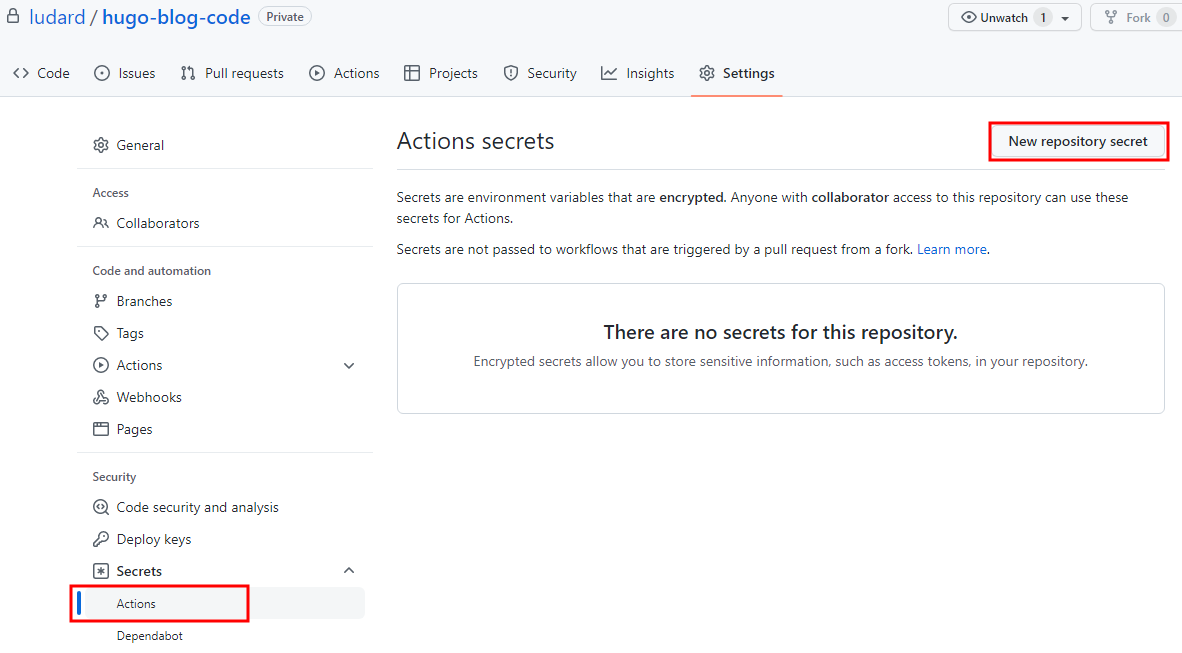 ludard / hugo-blog-code Private
Unwatch 1
Fork 0
Code
Issues
Pull requests
Actions
Projects
Security
Insights
Settings
General
Access
Collaborators
Code and automation
Branches
Tags
Actions
Webhooks
Pages
Security
Code security and analysis
Deploy keys
Secrets
Actions
Dependabot
Actions secrets
New repository secret
Secrets are environment variables that are encrypted. Anyone with collaborator access to this repository can use these
secrets for Actions.
Secrets are not passed to workflows that are triggered by a pull request from a fork. Learn more.
There are no secrets for this repository.
Encrypted secrets allow you to store sensitive information, such as access tokens, in your repository.